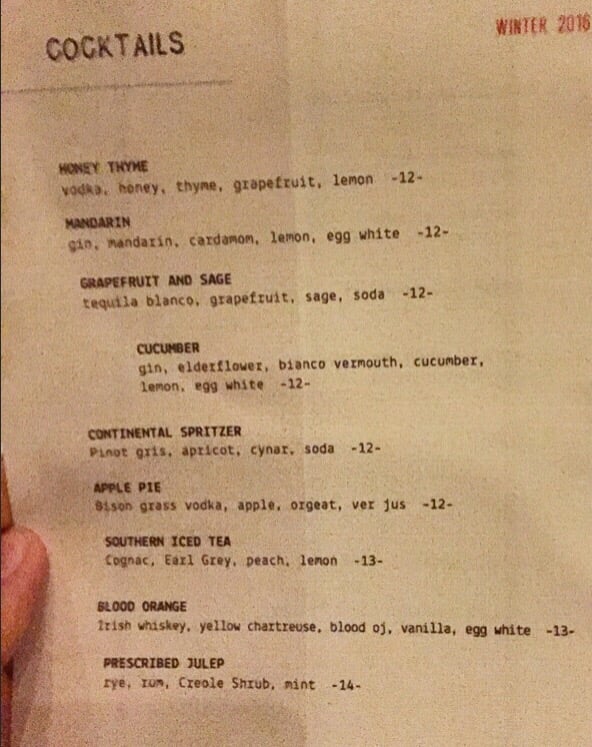 COCKTAILS
WINTER 2016
HONEY THYME
vodka, honey, thyme, grapefruit, lemon -12-
MANDARIN
gin, mandarin, cardamom, lemon, egg white -12-
GRAPEFRUIT AND SAGE
tequila blanco, grapefruit, sage, soda -12-
CUCUMBER
gin, elderflower, bianco vermouth, cucumber,
lemon, egg white -12-
CONTINENTAL SPRITZER
Pinot gris, apricot, cynar, soda -12-
APPLE PIE
Bison grass vodka, apple, orgeat, ver jus -12-
SOUTHERN ICED TEA
Cognac, Earl Grey, peach, lemon -13-
BLOOD ORANGE
Irish whiskey, yellow chartreuse, blood oj, vanilla, egg white -13-
PRESCRIBED JULEP
rye, rum, Creole Shrub, mint -14-